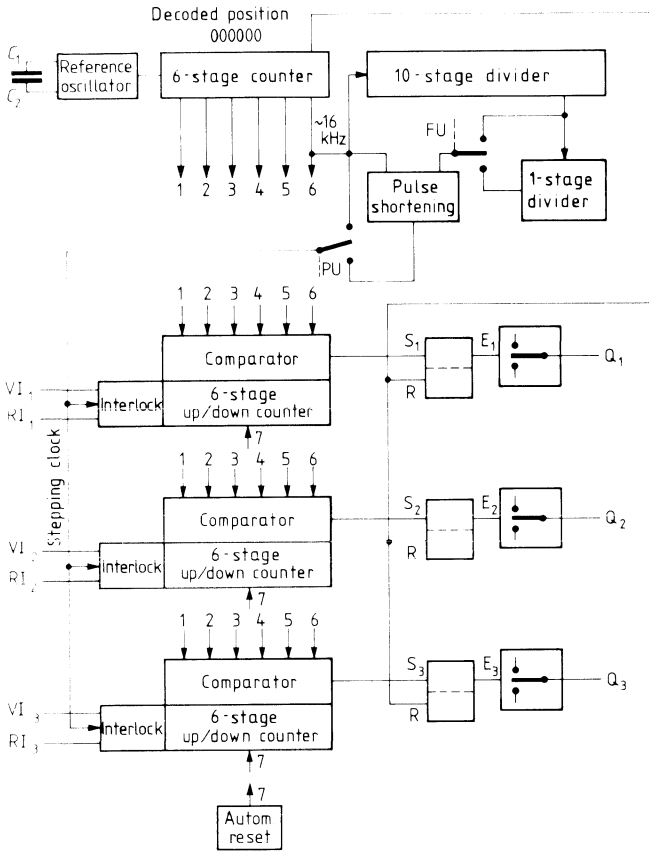 Decoded position
000000
C1
C2
Reference
oscillator
6-stage counter
10-stage divider
~16
kHz
FU
1 2 3 4 5 6
Pulse
shortening
1-stage
divider
PU
1 2 3 4 5 6
Comparator
S1
E1
Q1
VI1
RI1
Interlock
6-stage
up/down counter
R
7
Stepping clock
1 2 3 4 5 6
Comparator
S2
E2
Q2
VI2
RI2
Interlock
6-stage
up/down counter
R
7
1 2 3 4 5 6
Comparator
S3
E3
Q3
VI3
RI3
Interlock
6-stage
up/down counter
R
7
7
Autom
reset